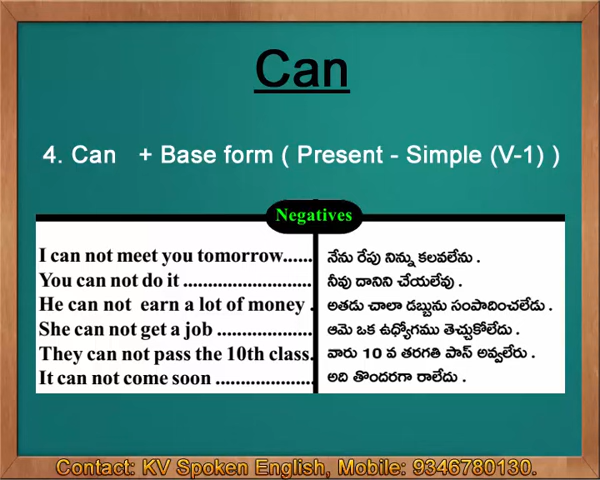 Can
4. Can + Base form ( Present - Simple (V-1) )
Negatives
I can not meet you tomorrow...... నేను రేపు నిన్ను కలవలేను .
You can not do it ....................... నీవు దానిని చేయలేవు .
He can not earn a lot of money . అతడు చాలా డబ్బును సంపాదించలేడు .
She can not get a job ................. ఆమె ఒక ఉధ్యోగము తెచ్చుకోలేదు .
They can not pass the 10th class. వారు 10 వ తరగతి పాస్ అవ్వలేరు .
It can not come soon .................. అది తొందరగా రాలేదు .
Contact: KV Spoken English, Mobile: 9346780130.